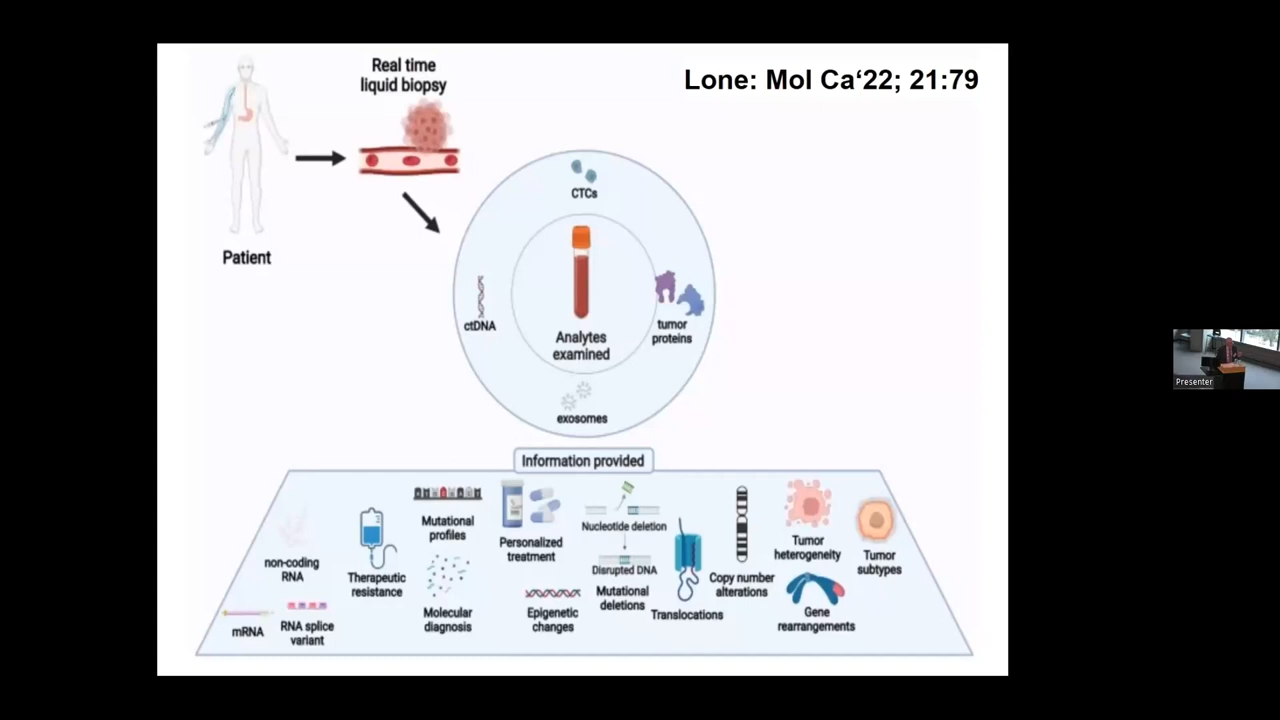 Real time
liquid biopsy
Lone: Mol Ca‘22; 21:79
Patient
CTCs
ctDNA
Analytes
examined
tumor
proteins
exosomes
Information provided
non-coding
RNA
mRNA
RNA splice
variant
Therapeutic
resistance
Mutational
profiles
Molecular
diagnosis
Personalized
treatment
Epigenetic
changes
Nucleotide deletion
Disrupted DNA
Mutational
deletions
Translocations
Copy number
alterations
Tumor
heterogeneity
Gene
rearrangements
Tumor
subtypes
Presenter